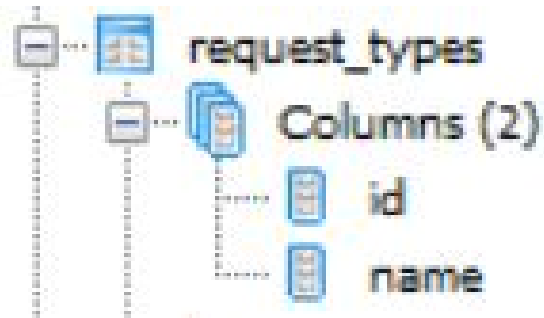 request_types
Columns (2)
id
name